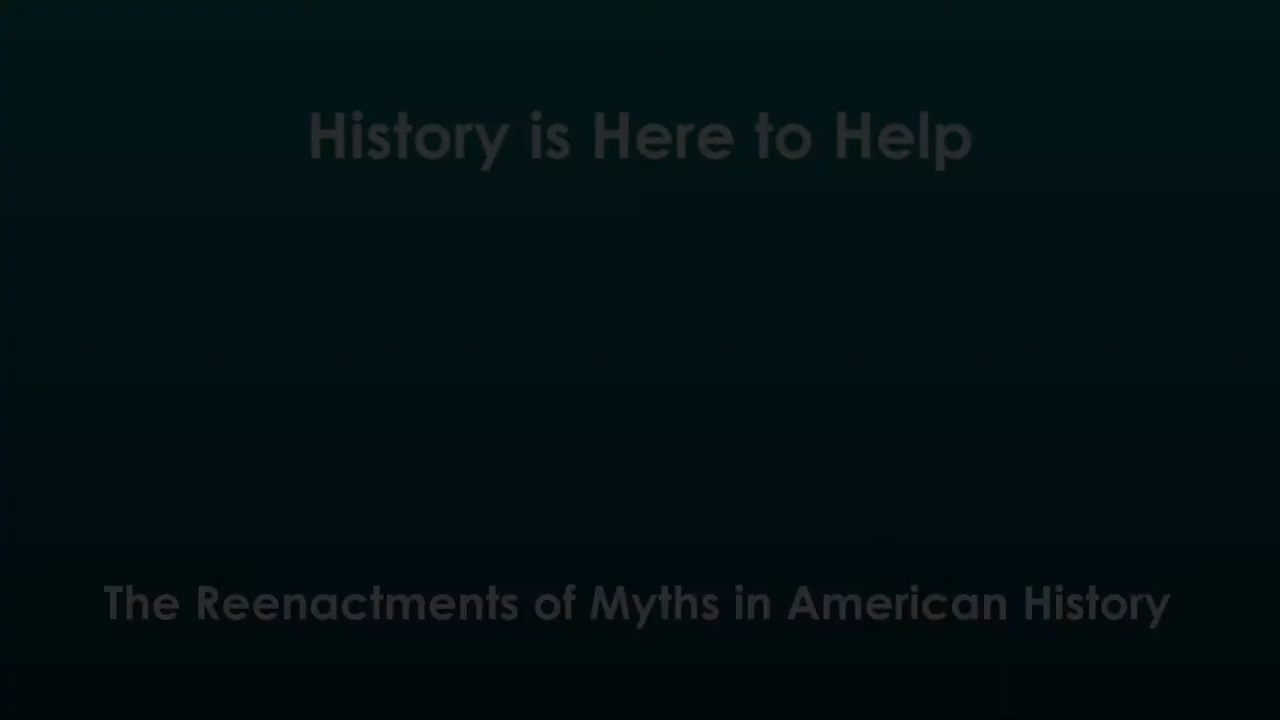 History is Here to Help
The Reenactments of Myths in American History